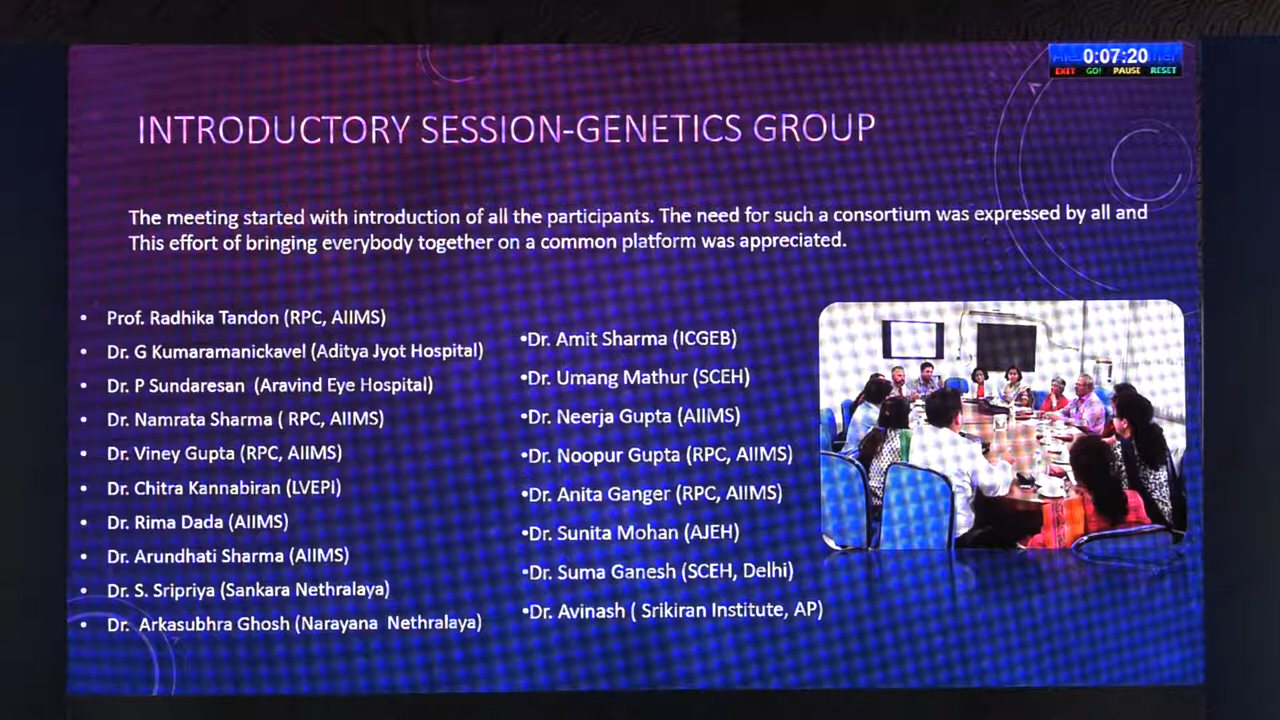 0:07:20
EXIT GO! PAUSE RESET
INTRODUCTORY SESSION-GENETICS GROUP
The meeting started with introduction of all the participants. The need for such a consortium was expressed by all and
This effort of bringing everybody together on a common platform was appreciated.
• Prof. Radhika Tandon (RPC, AIIMS)
• Dr. G Kumaramanickavel (Aditya Jyot Hospital)
• Dr. P Sundaresan (Aravind Eye Hospital)
• Dr. Namrata Sharma ( RPC, AIIMS)
• Dr. Viney Gupta (RPC, AIIMS)
• Dr. Chitra Kannabiran (LVEPI)
• Dr. Rima Dada (AIIMS)
• Dr. Arundhati Sharma (AIIMS)
• Dr. S. Sripriya (Sankara Nethralaya)
• Dr. Arkasubhra Ghosh (Narayana Nethralaya)
•Dr. Amit Sharma (ICGEB)
•Dr. Umang Mathur (SCEH)
•Dr. Neerja Gupta (AIIMS)
•Dr. Noopur Gupta (RPC, AIIMS)
•Dr. Anita Ganger (RPC, AIIMS)
•Dr. Sunita Mohan (AJEH)
•Dr. Suma Ganesh (SCEH, Delhi)
•Dr. Avinash ( Srikiran Institute, AP)